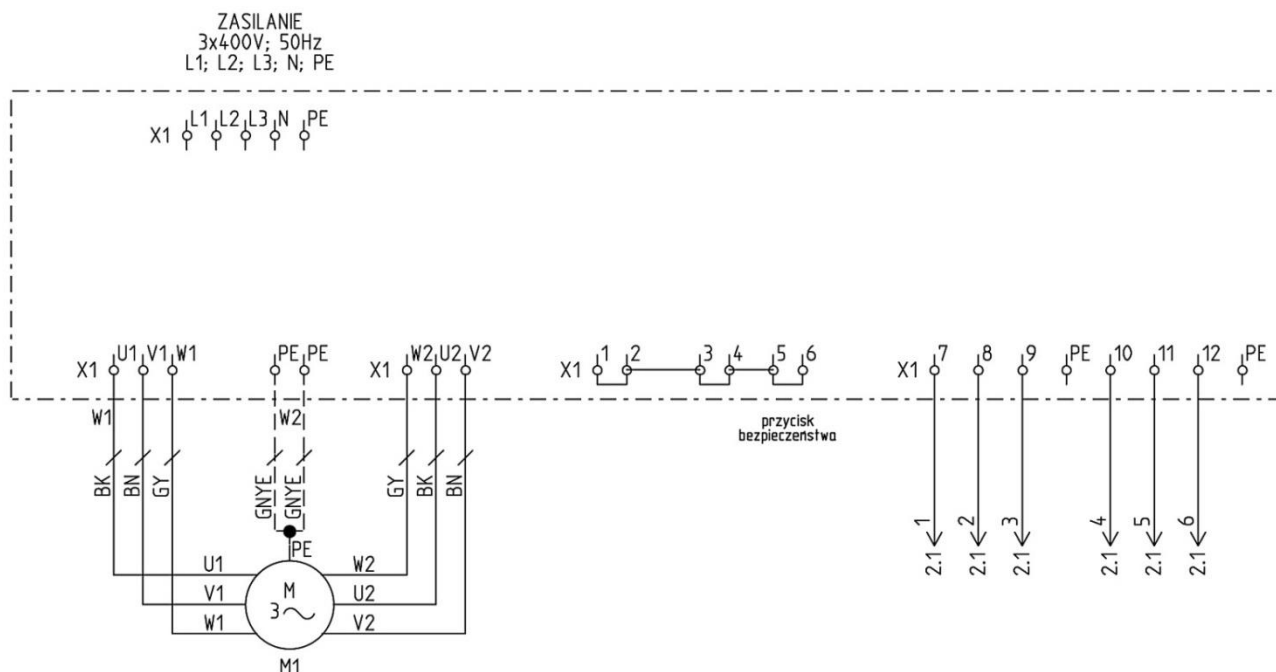 ZASILANIE
3x400V; 50Hz
L1; L2; L3; N; PE
X1 L1 L2 L3 N PE
X1 U1 V1 W1 PE PE X1 W2 U2 V2 X1 1 2 3 4 5 6 X1 7 8 9 PE 10 11 12 PE
W1 W2
przycisk
bezpieczeństwa
BK BN GY GNYE GNYE GY BK BN
1 2 3 4 5 6
2.1 2.1 2.1 2.1 2.1 2.1
PE
U1 M W2
V1 3 U2
W1 V2
M1